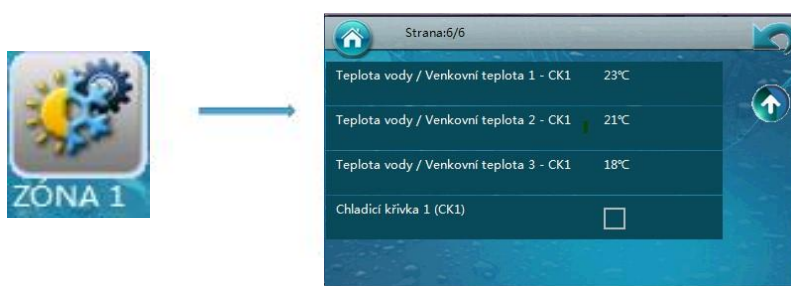 ZÓNA 1
Strana:6/6
Teplota vody / Venkovní teplota 1 - CK1 23℃
Teplota vody / Venkovní teplota 2 - CK1 21℃
Teplota vody / Venkovní teplota 3 - CK1 18℃
Chladicí křivka 1 (CK1)